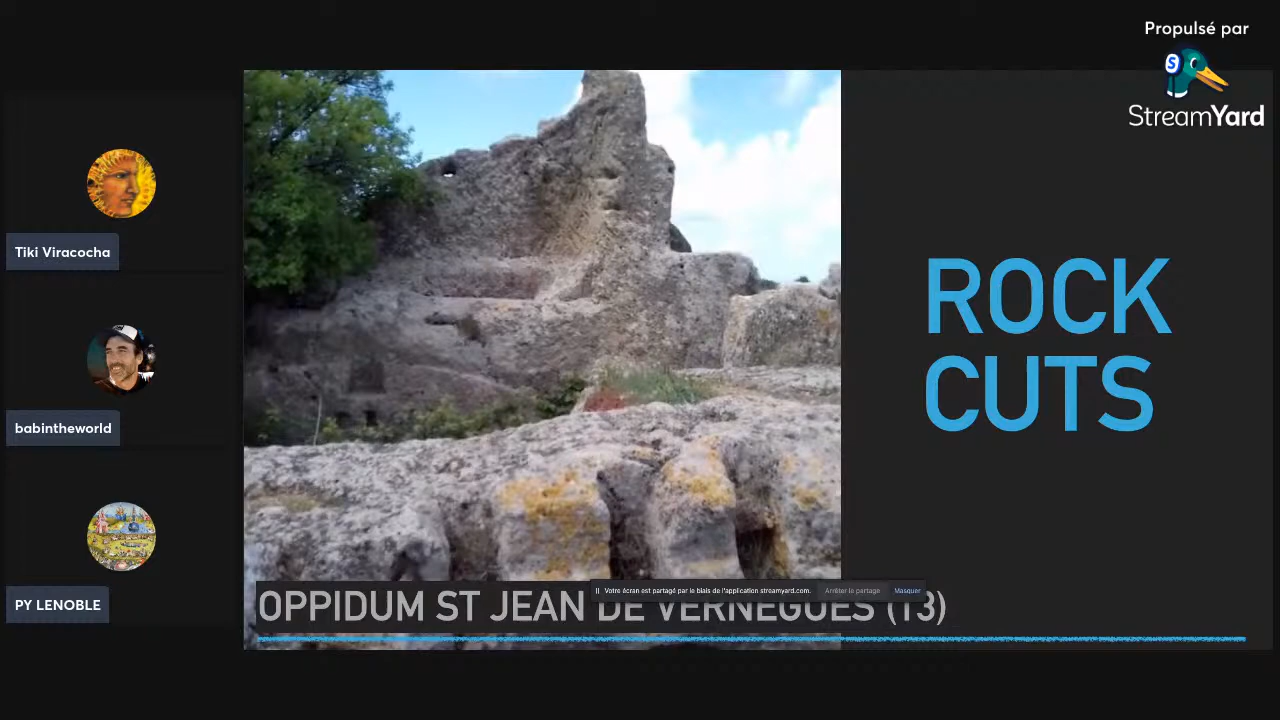 Propulsé par
StreamYard
Tiki Viracocha
babintheworld
PY LENOBLE
ROCK
CUTS
Votre écran est partagé par le biais de l'application streamyard.com.
Arrêter le partage
Masquer
OPPIDUM ST JEAN DE VERNEGUES (13)